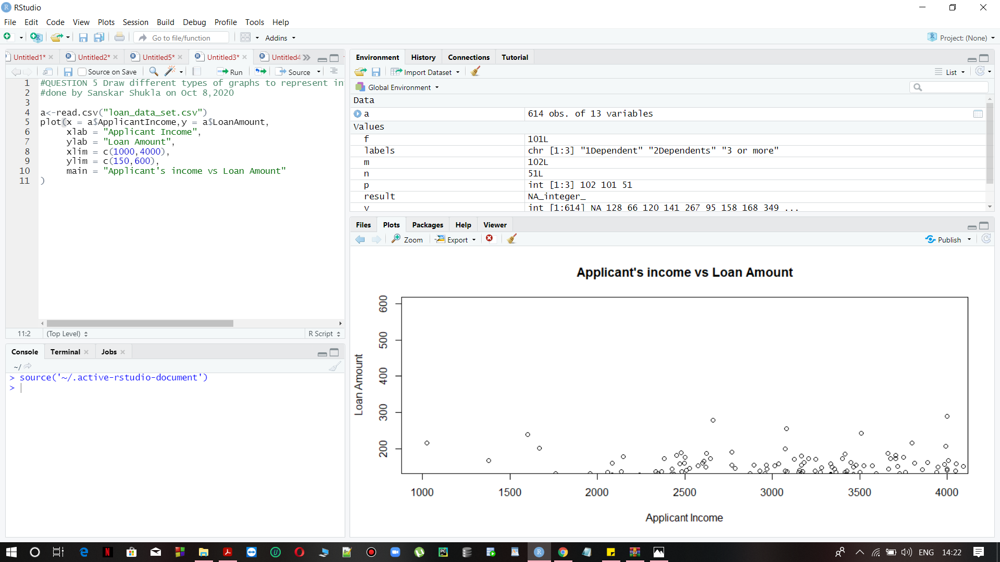 RStudio
File Edit Code View Plots Session Build Debug Profile Tools Help
Go to file/function Addins Project: (None)
Untitled1* Untitled2* Untitled5* Untitled3* Untitled4
Source on Save Run Source
1 #QUESTION 5 Draw different types of graphs to represent in
2 #done by Sanskar Shukla on Oct 8,2020
3
4 a<-read.csv("loan_data_set.csv")
5 plot(x = a$ApplicantIncome,y = a$LoanAmount,
6 xlab = "Applicant Income",
7 ylab = "Loan Amount",
8 xlim = c(1000,4000),
9 ylim = c(150,600),
10 main = "Applicant's income vs Loan Amount"
11 )
11:2 (Top Level) R Script
Console Terminal Jobs
~/
> source('~/.active-rstudio-document')
>
Environment History Connections Tutorial
Import Dataset List
Global Environment
Data
a 614 obs. of 13 variables
Values
f 101L
labels chr [1:3] "1Dependent" "2Dependents" "3 or more"
m 102L
n 51L
p int [1:3] 102 101 51
result NA_integer_
v int [1:614] NA 128 66 120 141 267 95 158 168 349 ...
Files Plots Packages Help Viewer
Zoom Export Publish
Applicant's income vs Loan Amount
600
500
400
300
200
Loan Amount
1000 1500 2000 2500 3000 3500 4000
Applicant Income
ENG 14:22